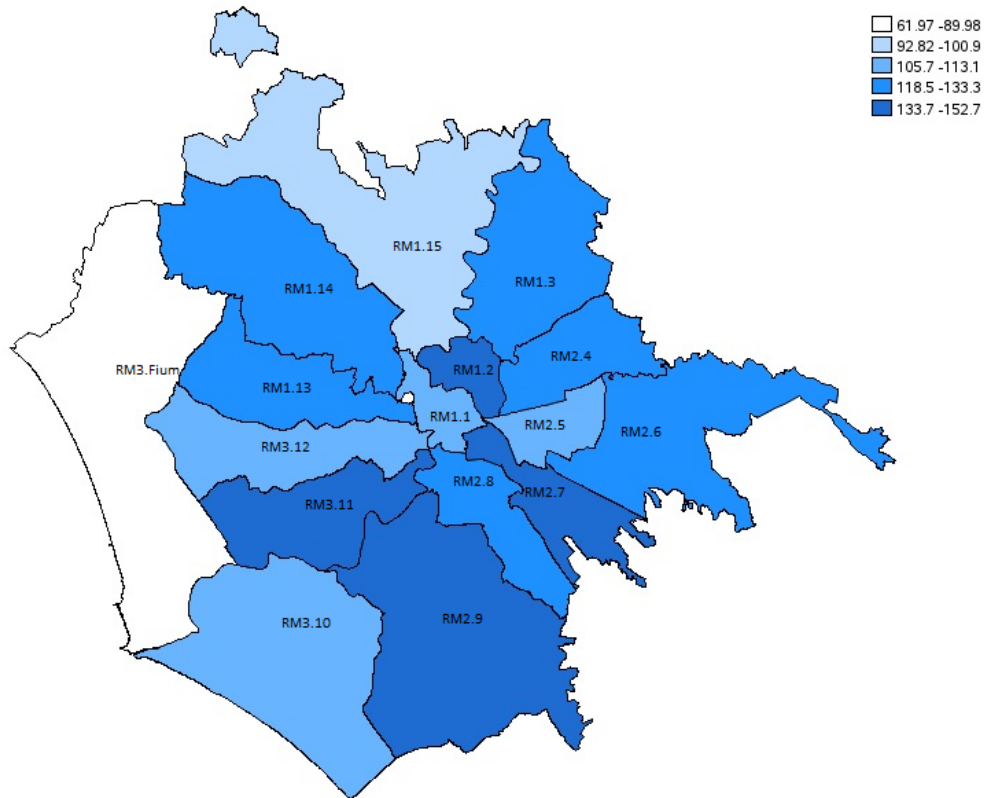 61.97 -89.98
92.82 -100.9
105.7 -113.1
118.5 -133.3
133.7 -152.7
RM1.15
RM1.3
RM1.14
RM2.4
RM3.Fium
RM1.2
RM1.13
RM1.1
RM2.5
RM2.6
RM3.12
RM2.8
RM2.7
RM3.11
RM2.9
RM3.10